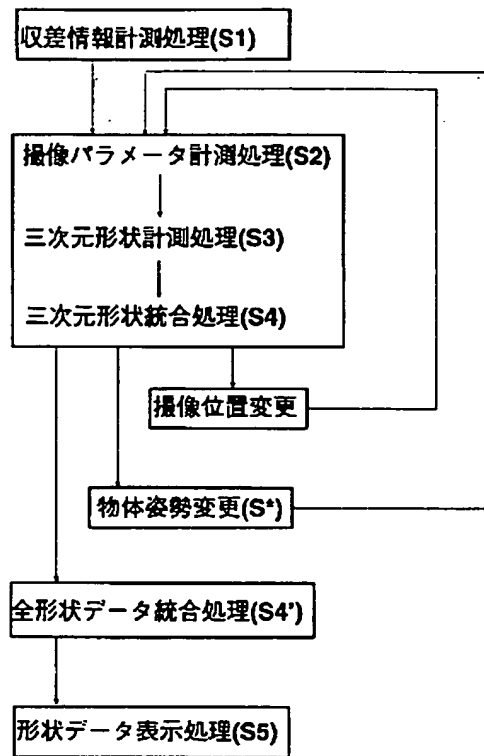 収差情報計測処理(S1)
撮像パラメータ計測処理(S2)
三次元形状計測処理(S3)
三次元形状統合処理(S4)
撮像位置変更
物体姿勢変更(S*)
全形状データ統合処理(S4')
形状データ表示処理(S5)